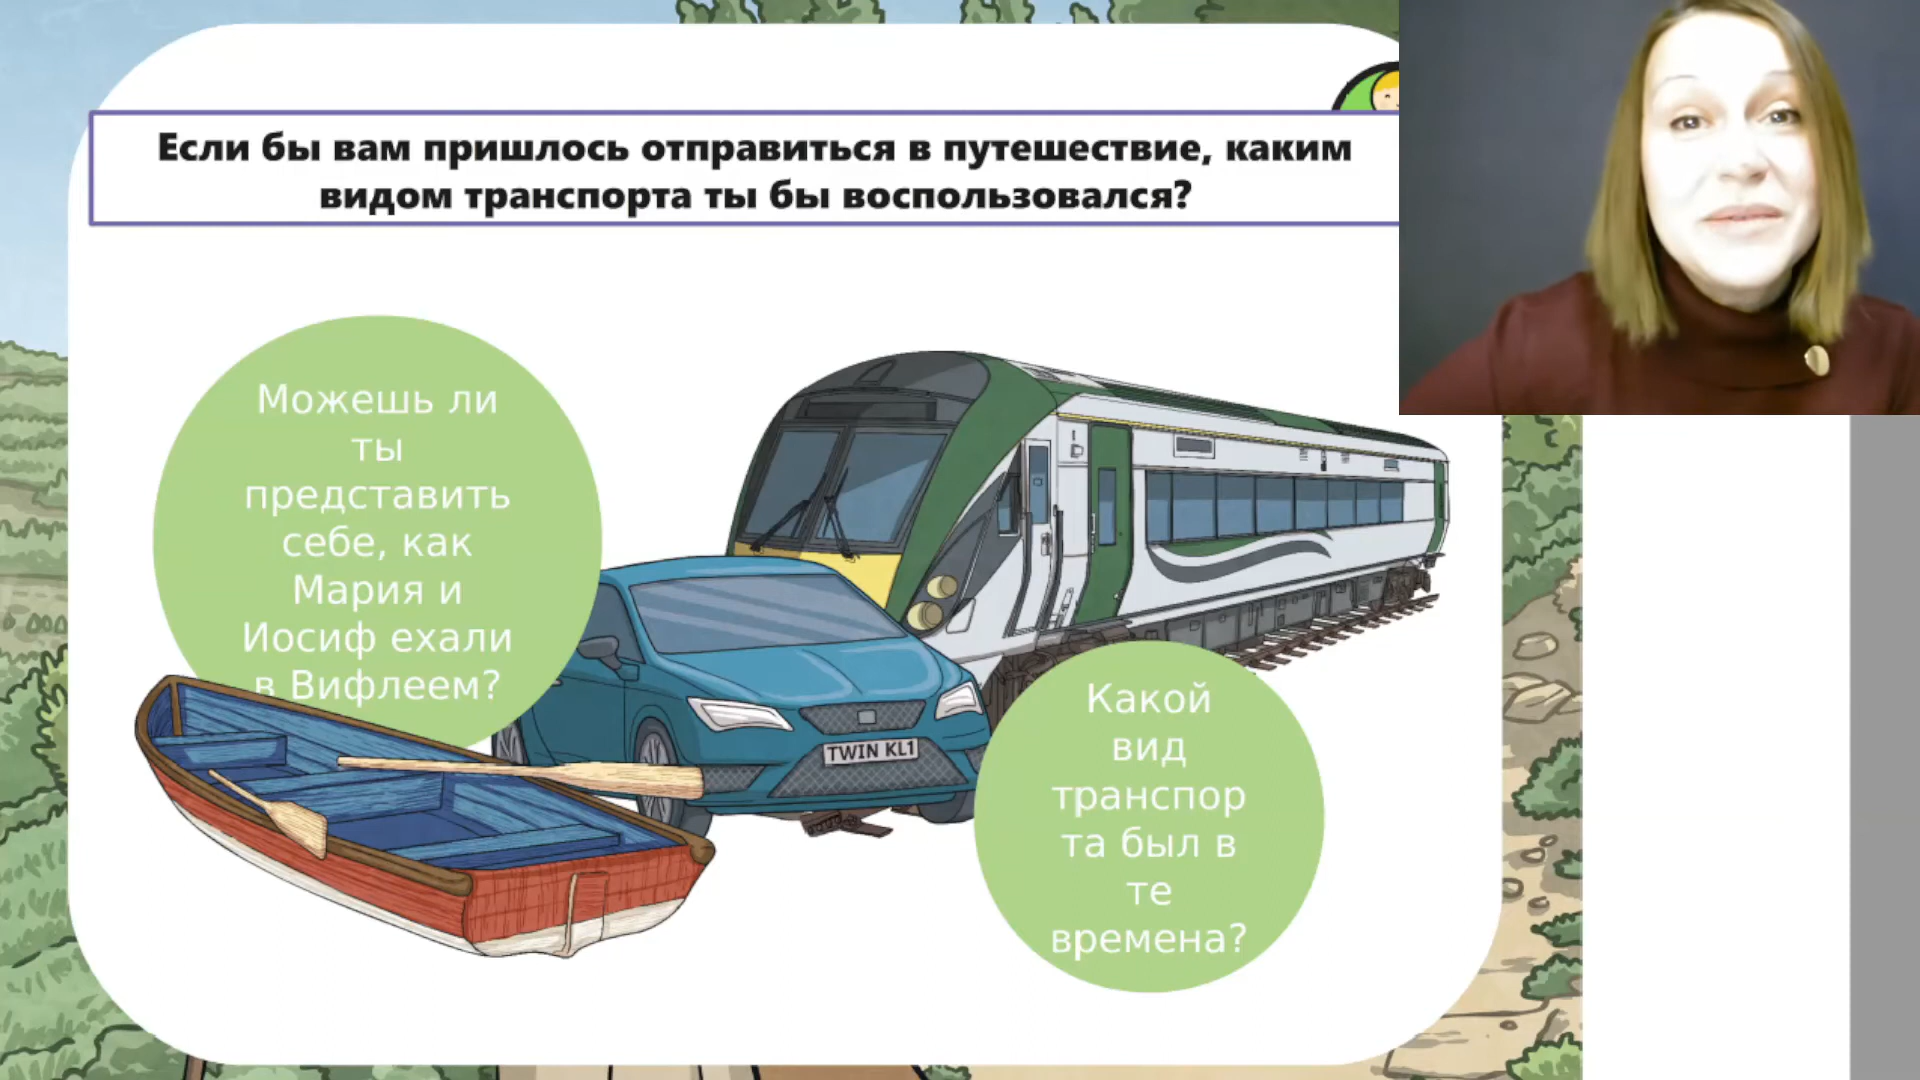 Если бы вам пришлось отправиться в путешествие, каким
видом транспорта ты бы воспользовался?
Можешь ли
ты
представить
себе, как
Мария и
Иосиф ехали
в Вифлеем?
TWIN KL1
Какой
вид
транспор
та был в
те
времена?